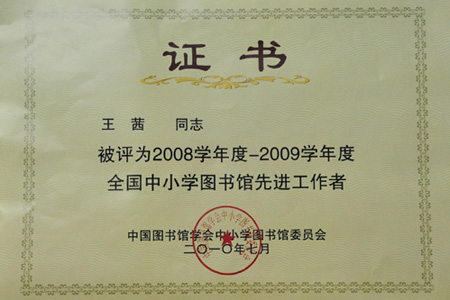 证书
王茜 同志
被评为2008学年度-2009学年度
全国中小学图书馆先进工作者
中国图书馆学会中小学图书馆委员会
二〇一〇年七月